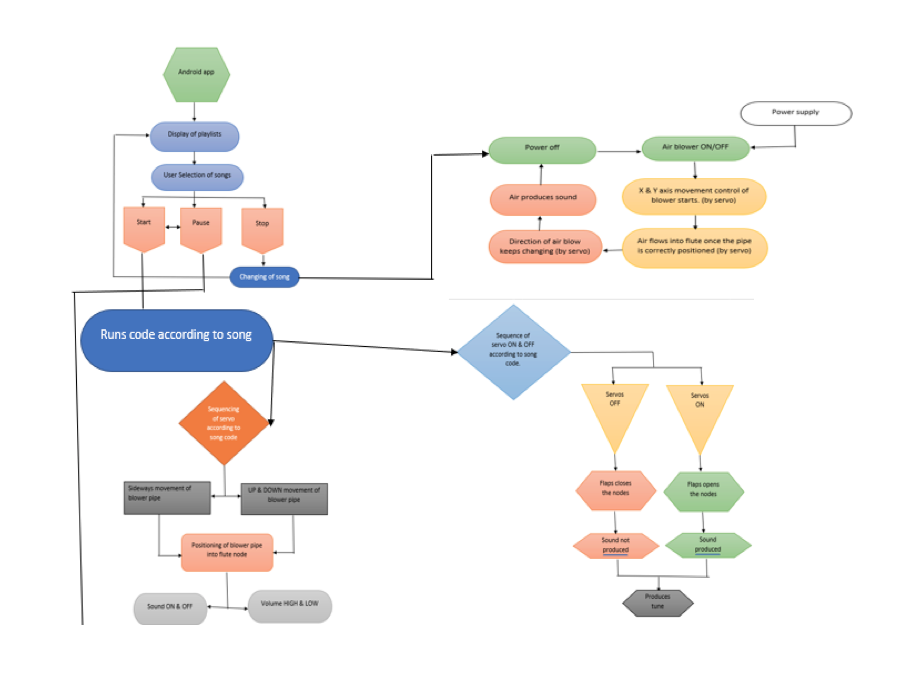 Android app
Display of playlists
User Selection of songs
Start
Pause
Stop
Changing of song
Power supply
Power off
Air blower ON/OFF
Air produces sound
X & Y axis movement control of
blower starts. (by servo)
Direction of air blow
keeps changing (by servo)
Air flows into flute once the pipe
is correctly positioned (by servo)
Runs code according to song
Sequence of
servo ON & OFF
according to song
code.
Servos
OFF
Servos
ON
Sequencing
of servo
according to
song code
Flaps closes
the nodes
Flaps opens
the nodes
Sideways movement of
blower pipe
UP & DOWN movement of
blower pipe
Sound not
produced
Sound
produced
Positioning of blower pipe
into flute node
Produces
tune
Sound ON & OFF
Volume HIGH & LOW